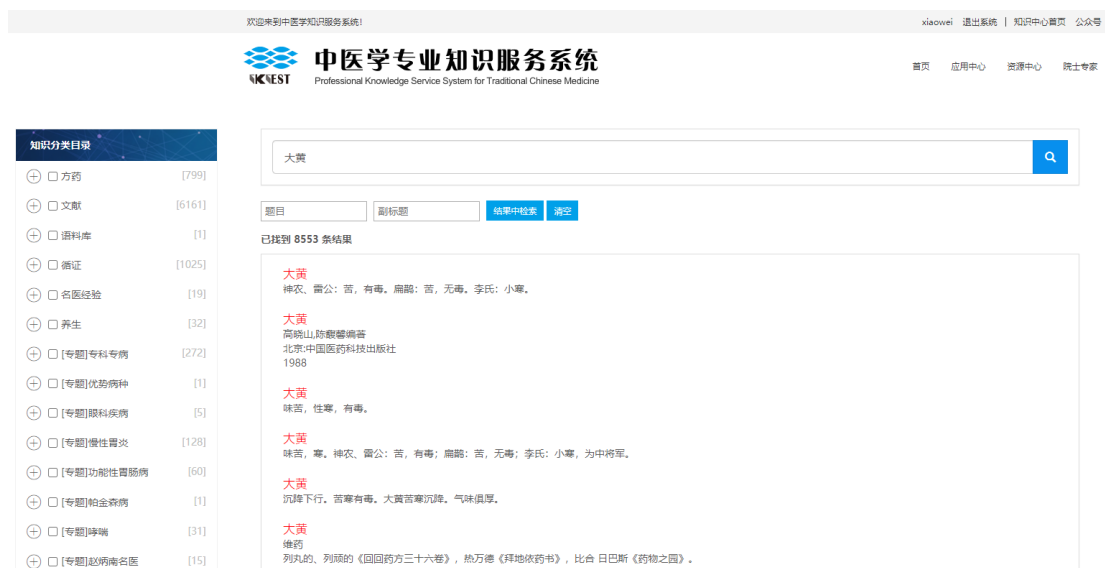 欢迎来到中医学知识服务系统!
xiaowei 退出系统 | 知识中心首页 公众号
IKCEST
中医学专业知识服务系统
Professional Knowledge Service System for Traditional Chinese Medicine
首页 应用中心 资源中心 院士专家
知识分类目录
方药 [799]
文献 [6161]
语料库 [1]
循证 [1025]
名医经验 [19]
养生 [32]
[专题]专科专病 [272]
[专题]优势病种 [1]
[专题]眼科疾病 [5]
[专题]慢性胃炎 [128]
[专题]功能性胃肠病 [60]
[专题]帕金森病 [1]
[专题]哮喘 [31]
[专题]赵炳南名医 [15]
大黄
题目 副标题 结果中检索 清空
已找到 8553 条结果
大黄
神农、雷公：苦，有毒。扁鹊：苦，无毒。李氏：小寒。
大黄
高晓山,陈馥馨编著
北京:中国医药科技出版社
1988
大黄
味苦，性寒，有毒。
大黄
味苦，寒。神农、雷公：苦，有毒；扁鹊：苦，无毒；李氏：小寒，为中将军。
大黄
沉降下行。苦寒有毒。大黄苦寒沉降。气味俱厚。
大黄
维药
列丸的、列顽的《回回药方三十六卷》，热万德《拜地依药书》，比合 日巴斯《药物之园》。